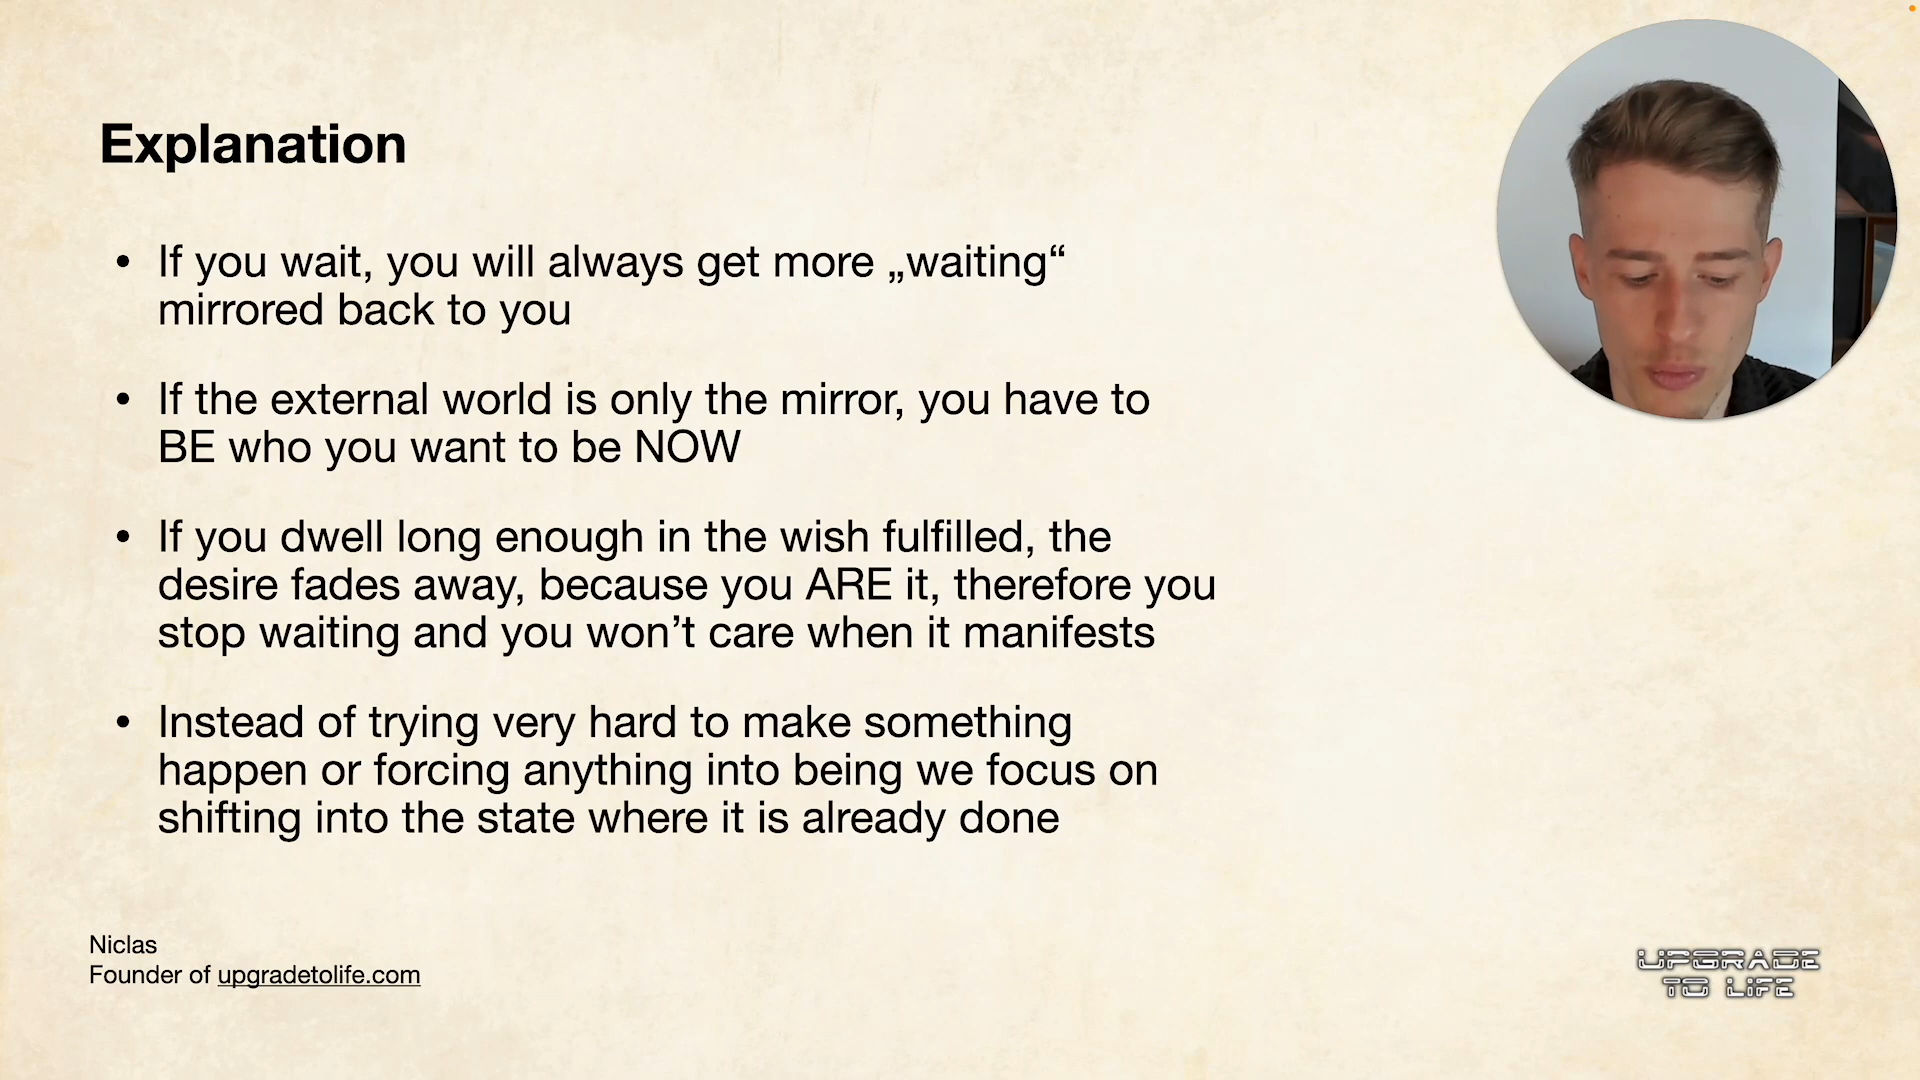 Explanation
• If you wait, you will always get more „waiting“
mirrored back to you
• If the external world is only the mirror, you have to
BE who you want to be NOW
• If you dwell long enough in the wish fulfilled, the
desire fades away, because you ARE it, therefore you
stop waiting and you won’t care when it manifests
• Instead of trying very hard to make something
happen or forcing anything into being we focus on
shifting into the state where it is already done
Niclas
Founder of upgradetolife.com
UPGRADE
TO LIFE